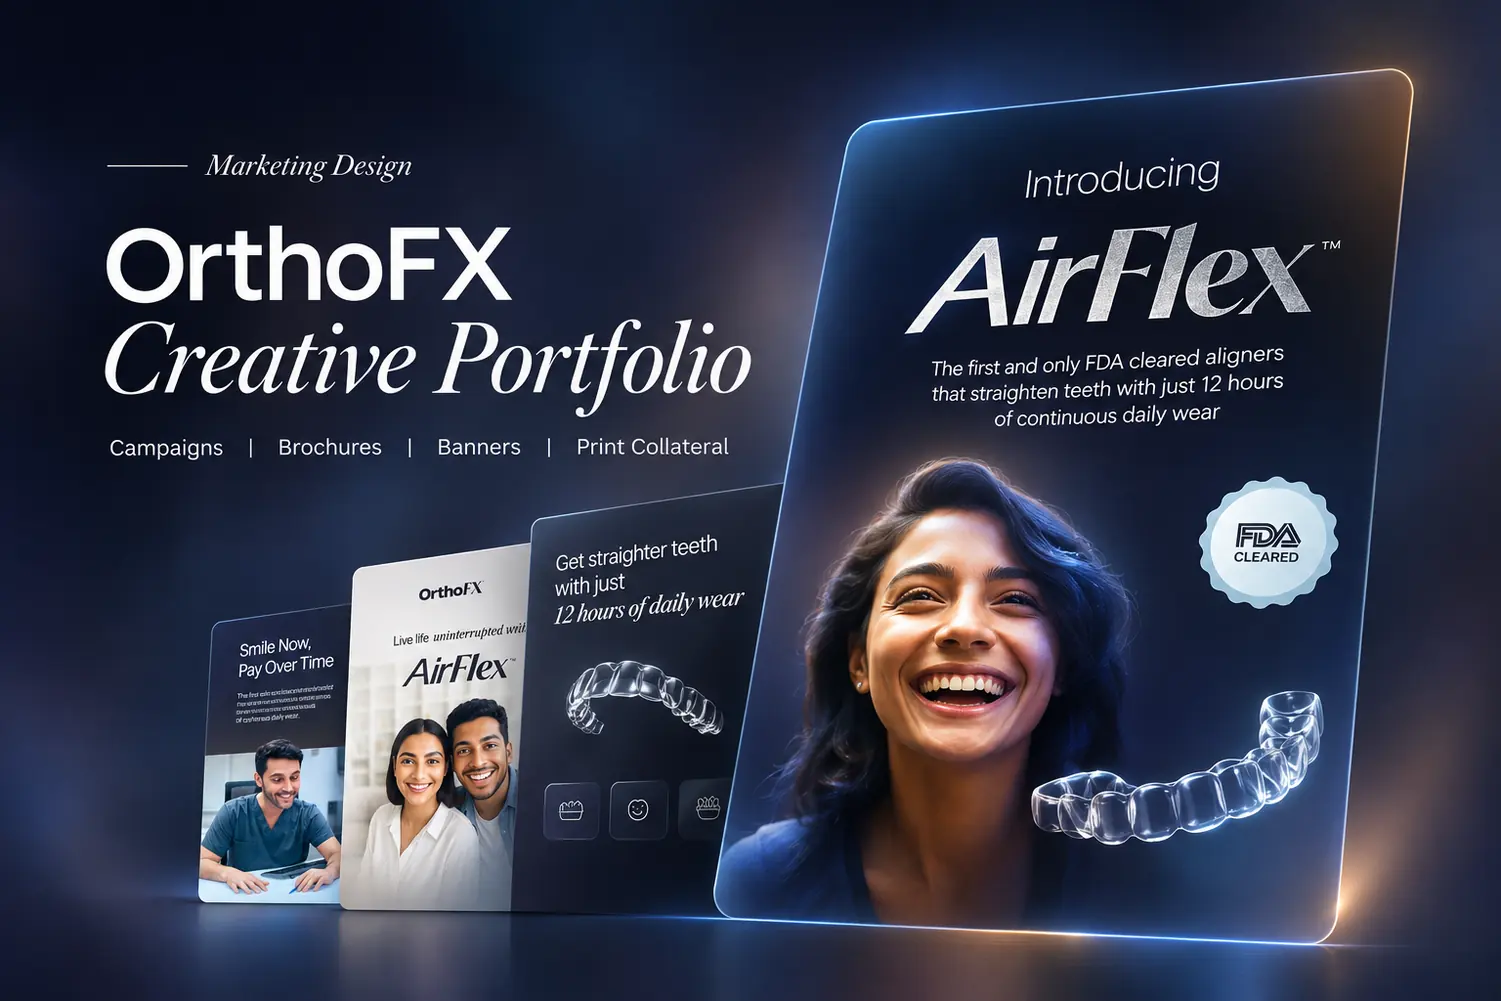 Marketing Design
OrthoFX
Creative Portfolio
Campaigns | Brochures | Banners | Print Collateral
Smile Now,
Pay Over Time
OrthoFX
Live life uninterrupted with
AirFlex™
Get straighter teeth
with just
12 hours of daily wear
Introducing
AirFlex™
The first and only FDA cleared aligners
that straighten teeth with just 12 hours
of continuous daily wear
FDA
CLEARED